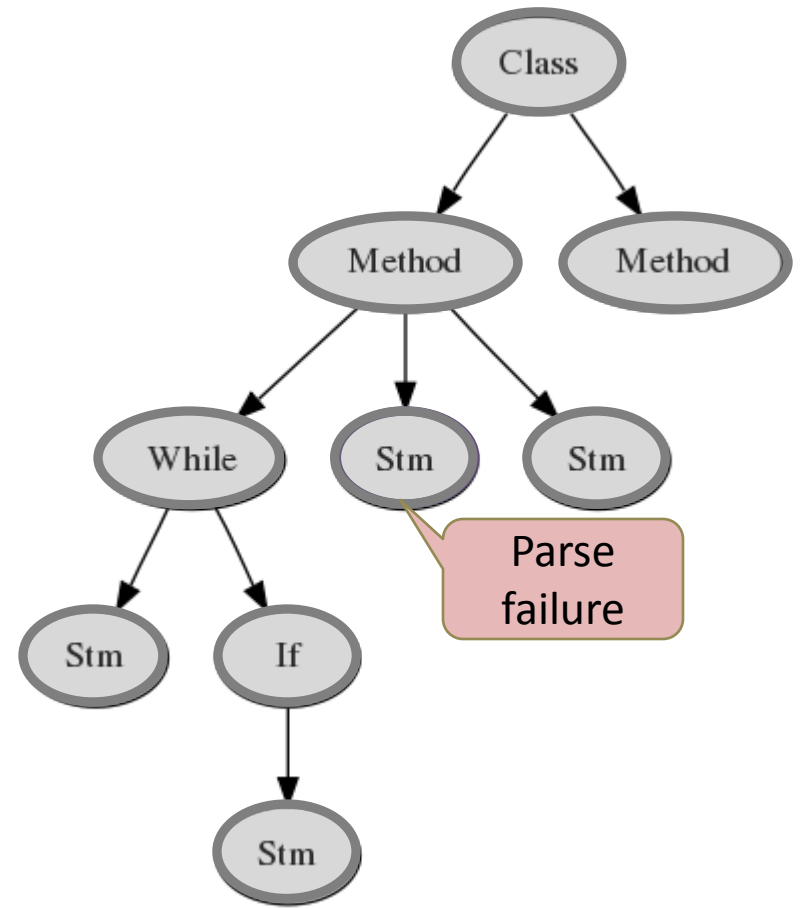 Class
Method Method
While Stm Stm
Parse
failure
Stm If
Stm